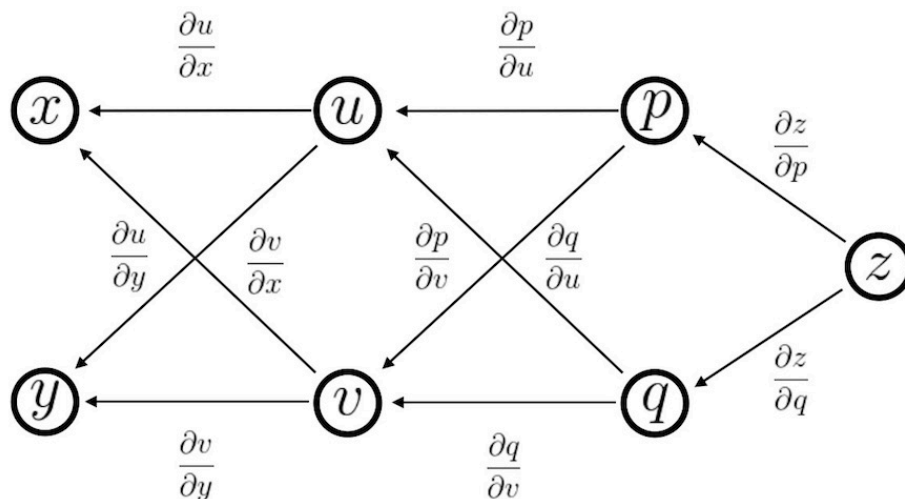 ∂u/∂x
∂p/∂u
x
u
p
∂z/∂p
∂u/∂y
∂v/∂x
∂p/∂v
∂q/∂u
z
y
v
q
∂z/∂q
∂v/∂y
∂q/∂v